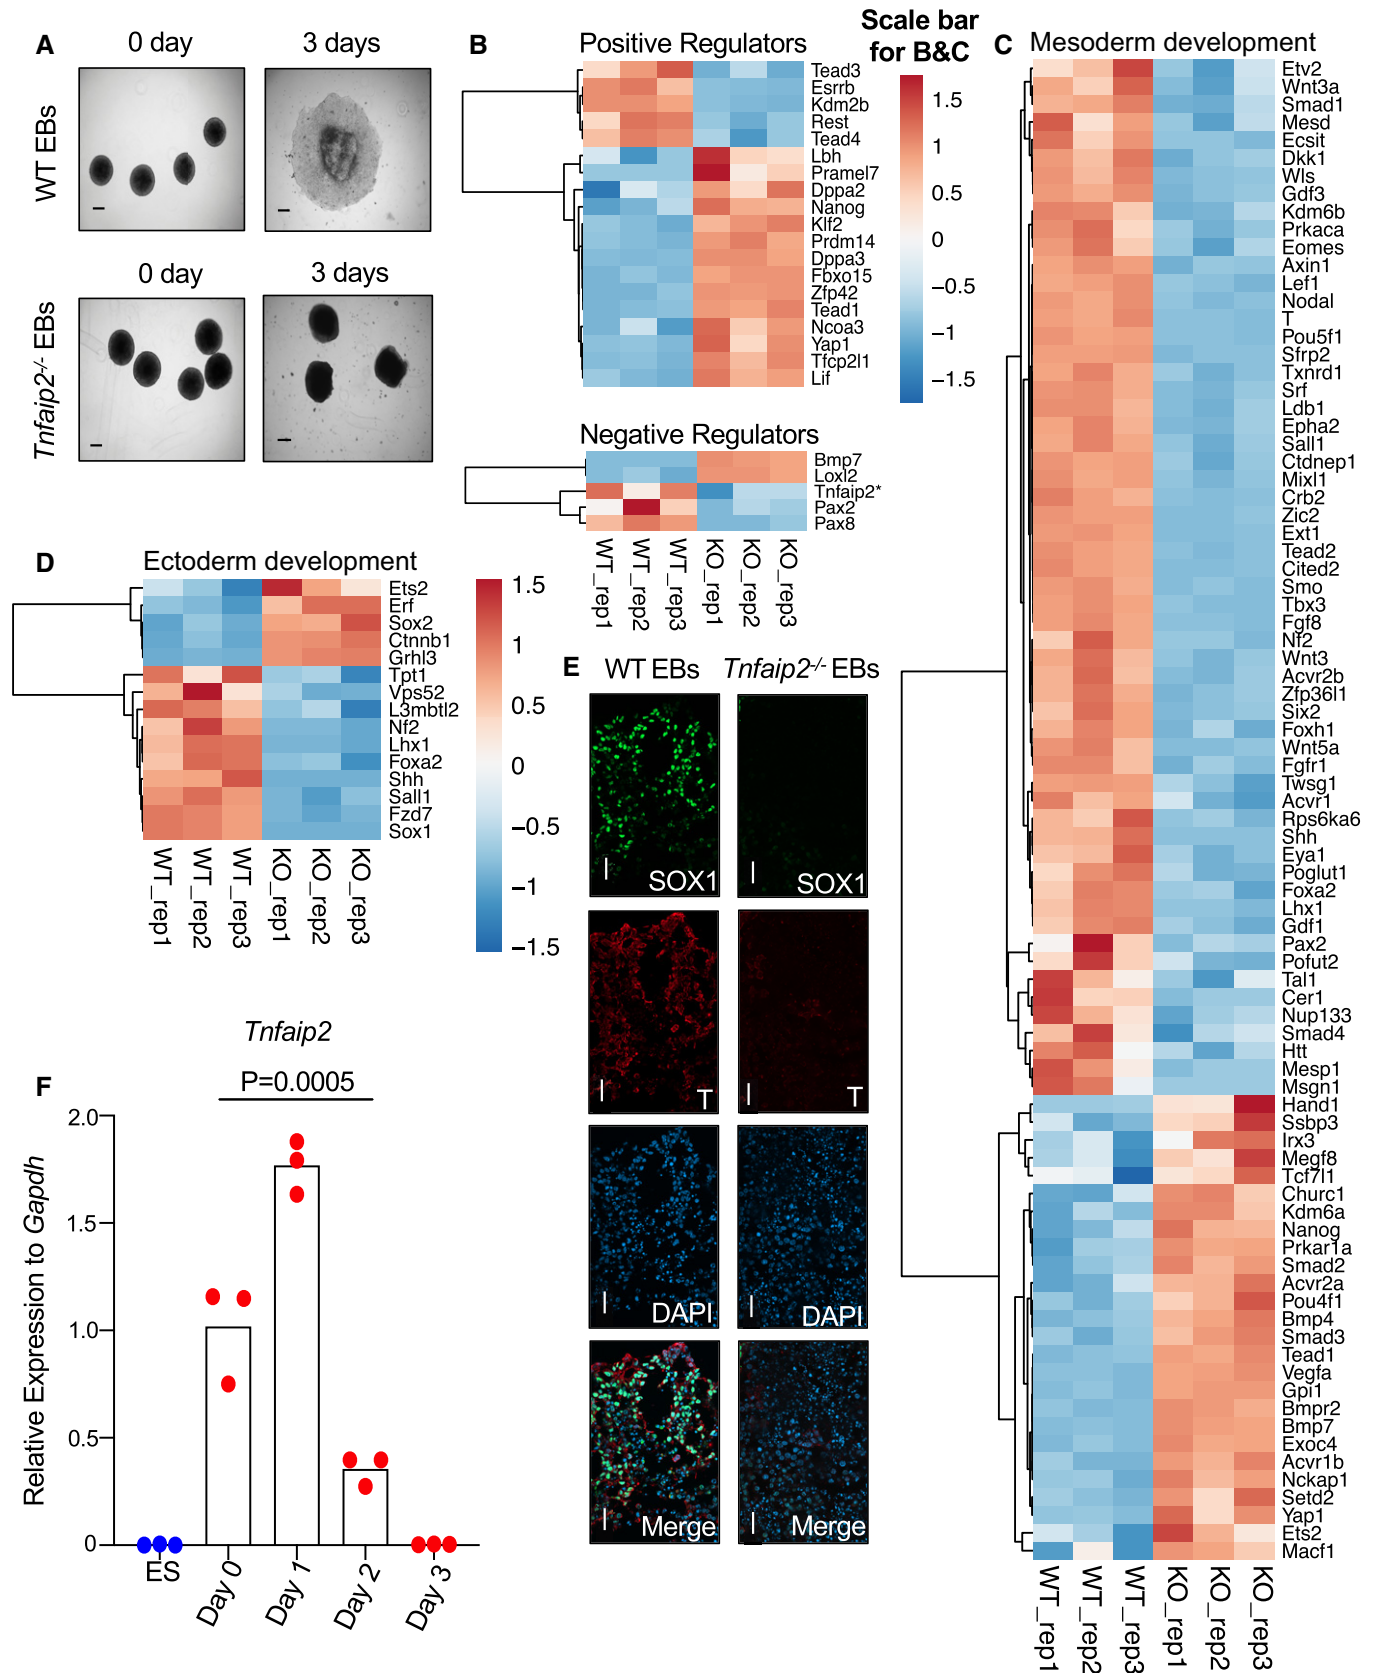 A
0 day
3 days
WT EBs
0 day
3 days
Tnfaip2-/- EBs
B
Positive Regulators
Tead3
Esrrb
Kdm2b
Rest
Tead4
Lbh
Pramel7
Dppa2
Nanog
Klf2
Prdm14
Dppa3
Fbxo15
Zfp42
Tead1
Ncoa3
Yap1
Tfcp2l1
Lif
Scale bar
for B&C
1.5
1
0.5
0
−0.5
−1
−1.5
Negative Regulators
Bmp7
Loxl2
Tnfaip2*
Pax2
Pax8
WT_rep1
WT_rep2
WT_rep3
KO_rep1
KO_rep2
KO_rep3
C
Mesoderm development
Etv2
Wnt3a
Smad1
Mesd
Ecsit
Dkk1
Wls
Gdf3
Kdm6b
Prkaca
Eomes
Axin1
Lef1
Nodal
T
Pou5f1
Sfrp2
Txnrd1
Srf
Ldb1
Epha2
Sall1
Ctdnep1
Mixl1
Crb2
Zic2
Ext1
Tead2
Cited2
Smo
Tbx3
Fgf8
Nf2
Wnt3
Acvr2b
Zfp36l1
Six2
Foxh1
Wnt5a
Fgfr1
Twsg1
Acvr1
Rps6ka6
Shh
Eya1
Poglut1
Foxa2
Lhx1
Gdf1
Pax2
Pofut2
Tal1
Cer1
Nup133
Smad4
Htt
Mesp1
Msgn1
Hand1
Ssbp3
Irx3
Megf8
Tcf7l1
Churc1
Kdm6a
Nanog
Prkar1a
Smad2
Acvr2a
Pou4f1
Bmp4
Smad3
Tead1
Vegfa
Gpi1
Bmpr2
Bmp7
Exoc4
Acvr1b
Nckap1
Setd2
Yap1
Ets2
Macf1
WT_rep1
WT_rep2
WT_rep3
KO_rep1
KO_rep2
KO_rep3
D
Ectoderm development
Ets2
Erf
Sox2
Ctnnb1
Grhl3
Tpt1
Vps52
L3mbtl2
Nf2
Lhx1
Foxa2
Shh
Sall1
Fzd7
Sox1
WT_rep1
WT_rep2
WT_rep3
KO_rep1
KO_rep2
KO_rep3
1.5
1
0.5
0
−0.5
−1
−1.5
E
WT EBs
Tnfaip2-/- EBs
SOX1
SOX1
T
T
DAPI
DAPI
Merge
Merge
F
Tnfaip2
P=0.0005
Relative Expression to Gapdh
2.0
1.5
1.0
0.5
0
ES
Day 0
Day 1
Day 2
Day 3